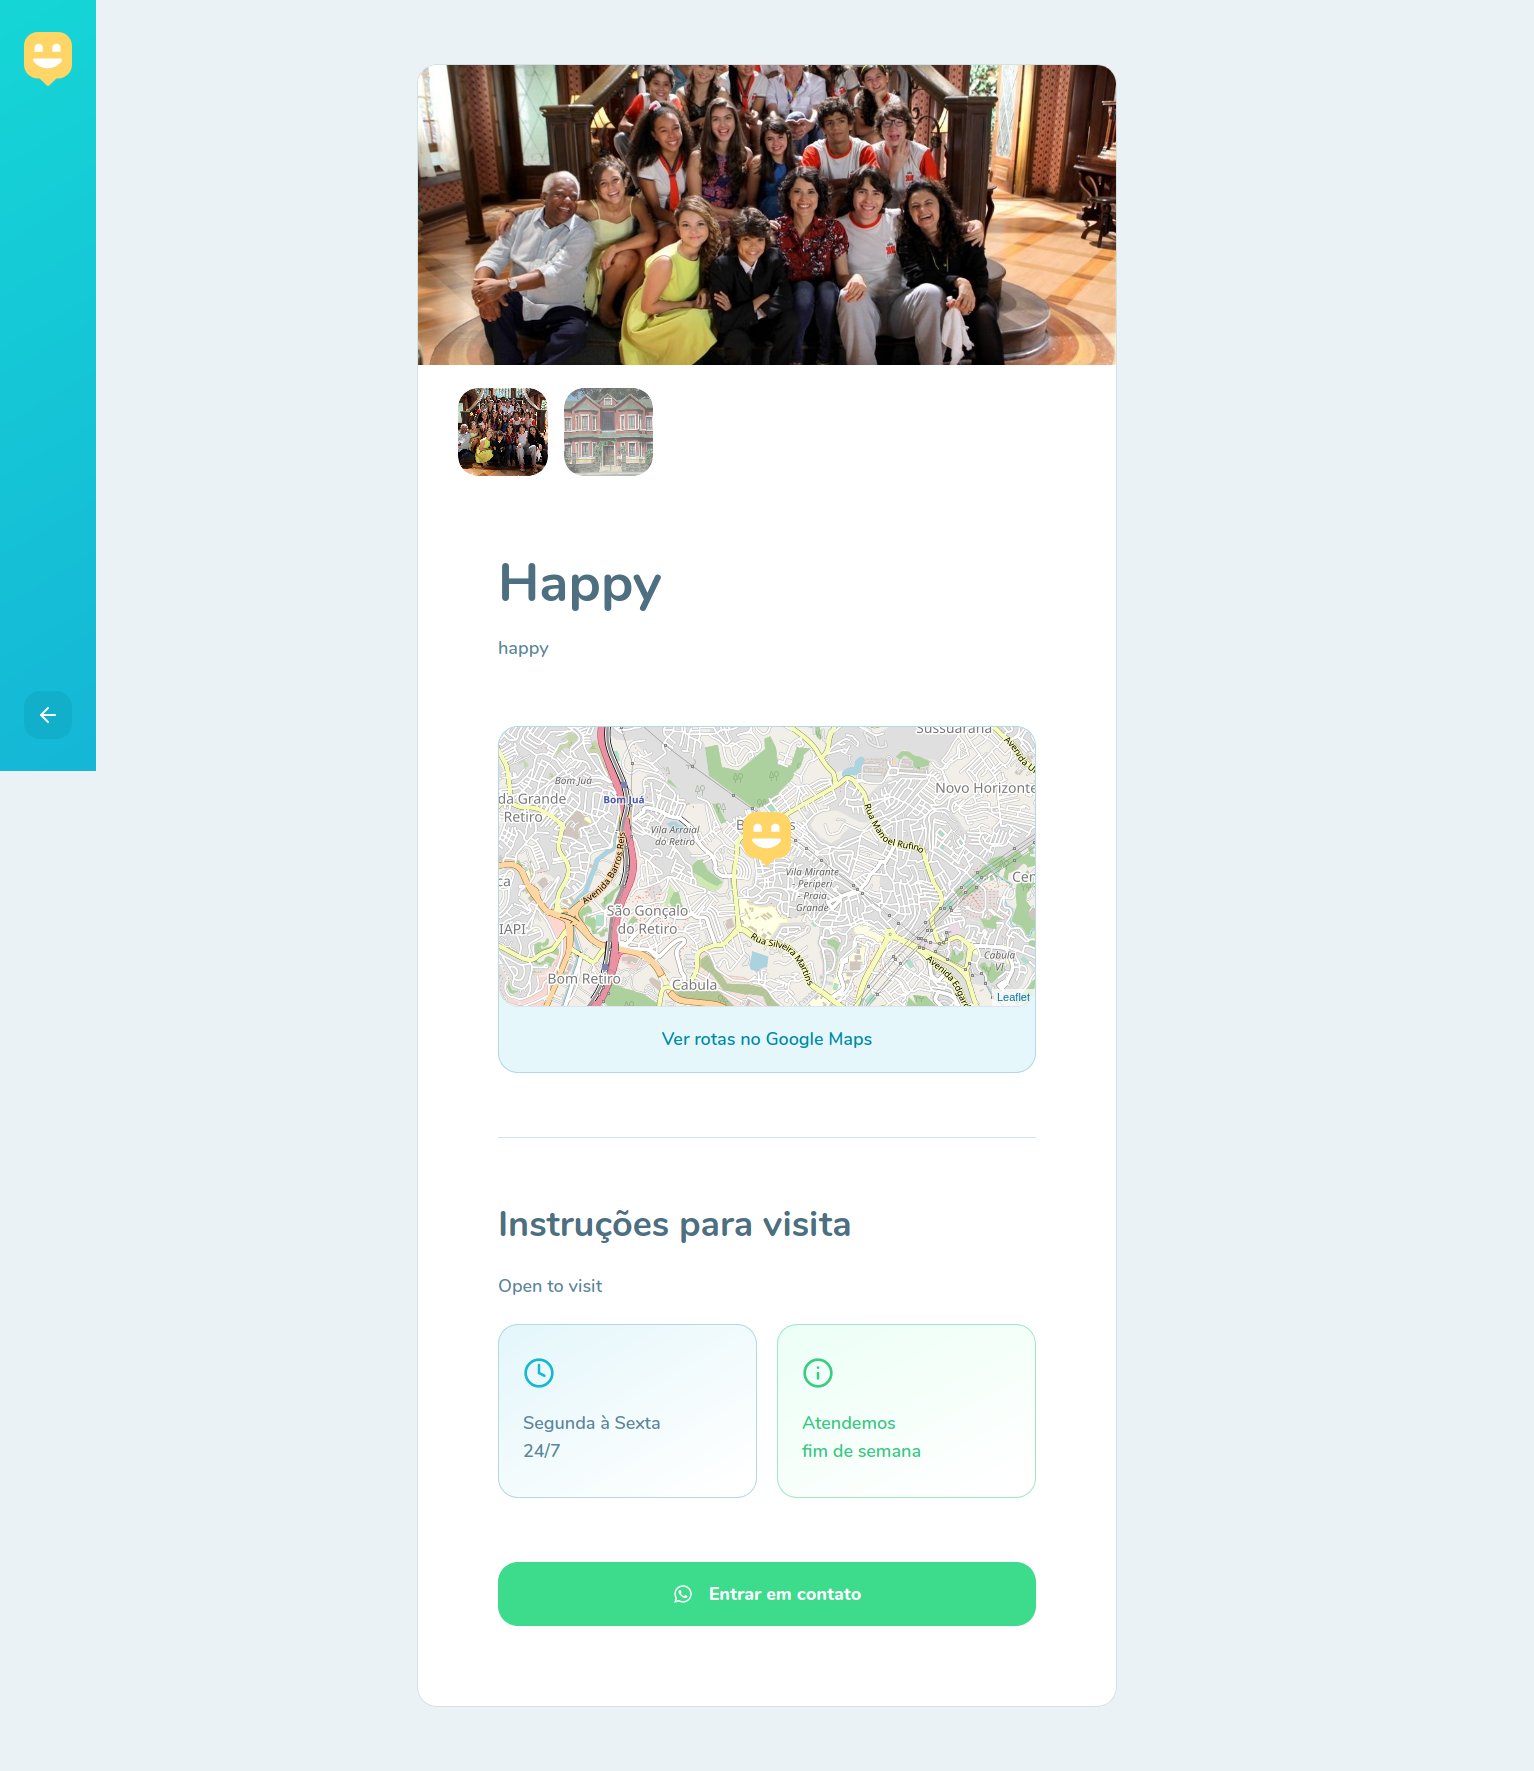 Happy
happy
Sussuarana
Avenida U
Bom Juá
da Grande
Retiro
Bom Juá
Novo Horizonte
Vila Arraial
do Retiro
Rua Manoel Rufino
Avenida Barros Reis
Vila Mirante
- Periperi
- Praia
Grande
ca
Cen
São Gonçalo
do Retiro
IAPI
Rua Silveira Martins
Cabula
VI
Bom Retiro
Cabula
Avenida Edgard
Leaflet
Ver rotas no Google Maps
Instruções para visita
Open to visit
Segunda à Sexta
24/7
Atendemos
fim de semana
Entrar em contato